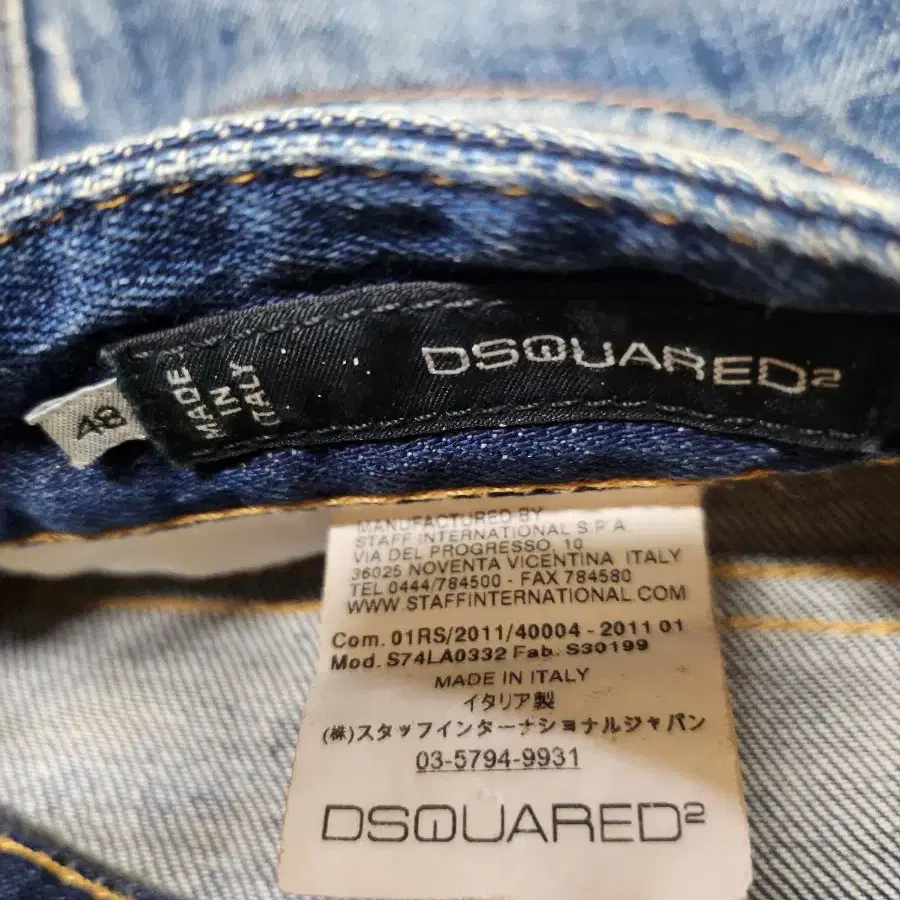 DSQUARED2
MADE
IN
ITALY
48
MANUFACTURED BY
STAFF INTERNATIONAL S.P.A.
VIA DEL PROGRESSO, 10
36025 NOVENTA VICENTINA ITALY
TEL 0444/784500 - FAX 784580
WWW.STAFFINTERNATIONAL.COM
Com. 01RS/2011/40004 - 2011 01
Mod. S74LA0332 Fab. S30199
MADE IN ITALY
イタリア製
(株)スタッフインターナショナルジャパン
03-5794-9931
DSQUARED2